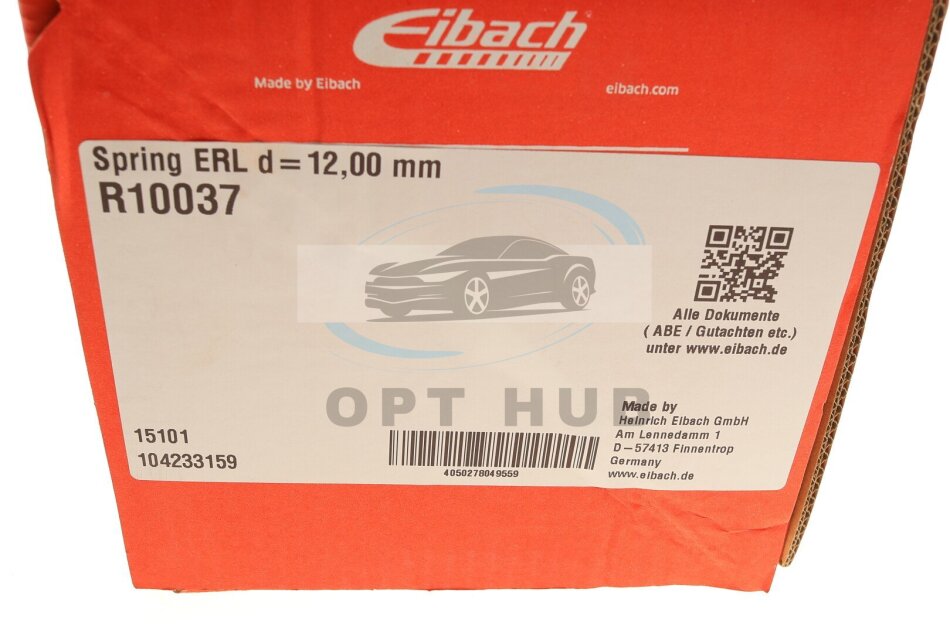 Eibach
Made by Eibach
eibach.com
Spring ERL d=12,00 mm
R10037
Alle Dokumente
( ABE / Gutachten etc.)
unter www.eibach.de
OPT HUB
15101
104233159
4050278049559
Made by
Heinrich Eibach GmbH
Am Lennedamm 1
D-57413 Finnentrop
Germany
www.eibach.de